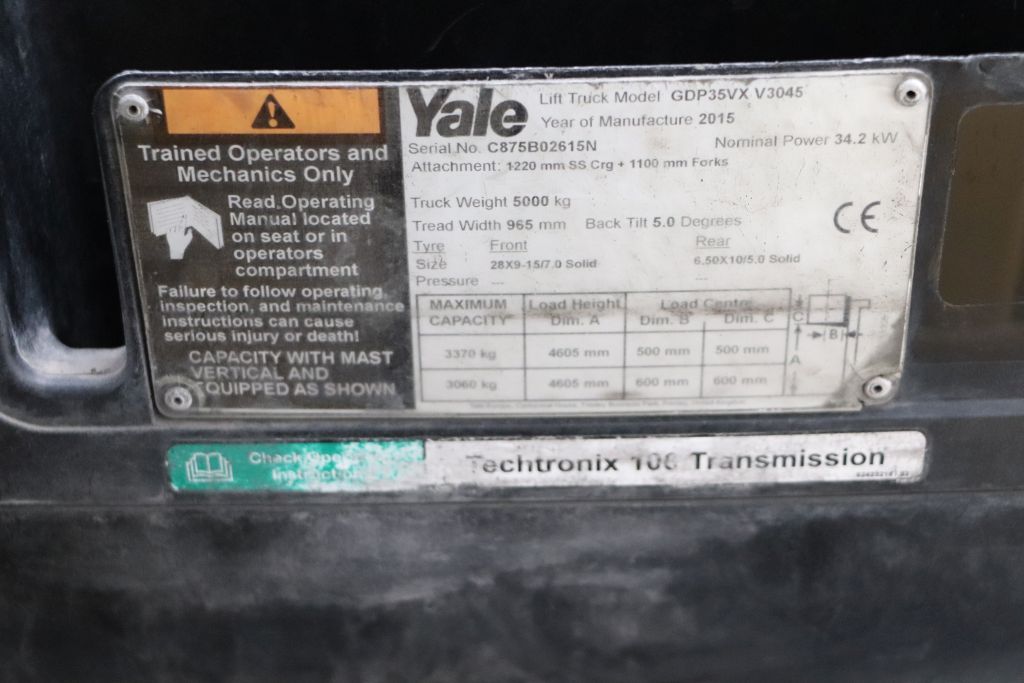 Trained Operators and
Mechanics Only
Read Operating
Manual located
on seat or in
operators
compartment
Failure to follow operating,
inspection, and maintenance
instructions can cause
serious injury or death!
CAPACITY WITH MAST
VERTICAL AND
EQUIPPED AS SHOWN
Yale
Lift Truck Model GDP35VX V3045
Year of Manufacture 2015
Serial No. C875B02615N Nominal Power 34.2 kW
Attachment: 1220 mm SS Crg + 1100 mm Forks
Truck Weight 5000 kg
Tread Width 965 mm Back Tilt 5.0 Degrees
CE
Tyre Front Rear
Size 28X9-15/7.0 Solid 6.50X10/5.0 Solid
Pressure --- ---
MAXIMUM Load Height Load Centre
CAPACITY Dim. A Dim. B Dim. C
3370 kg 4605 mm 500 mm 500 mm
3060 kg 4605 mm 600 mm 600 mm
C
B
A
Check Operating
Instructions
Techtronix 100 Transmission